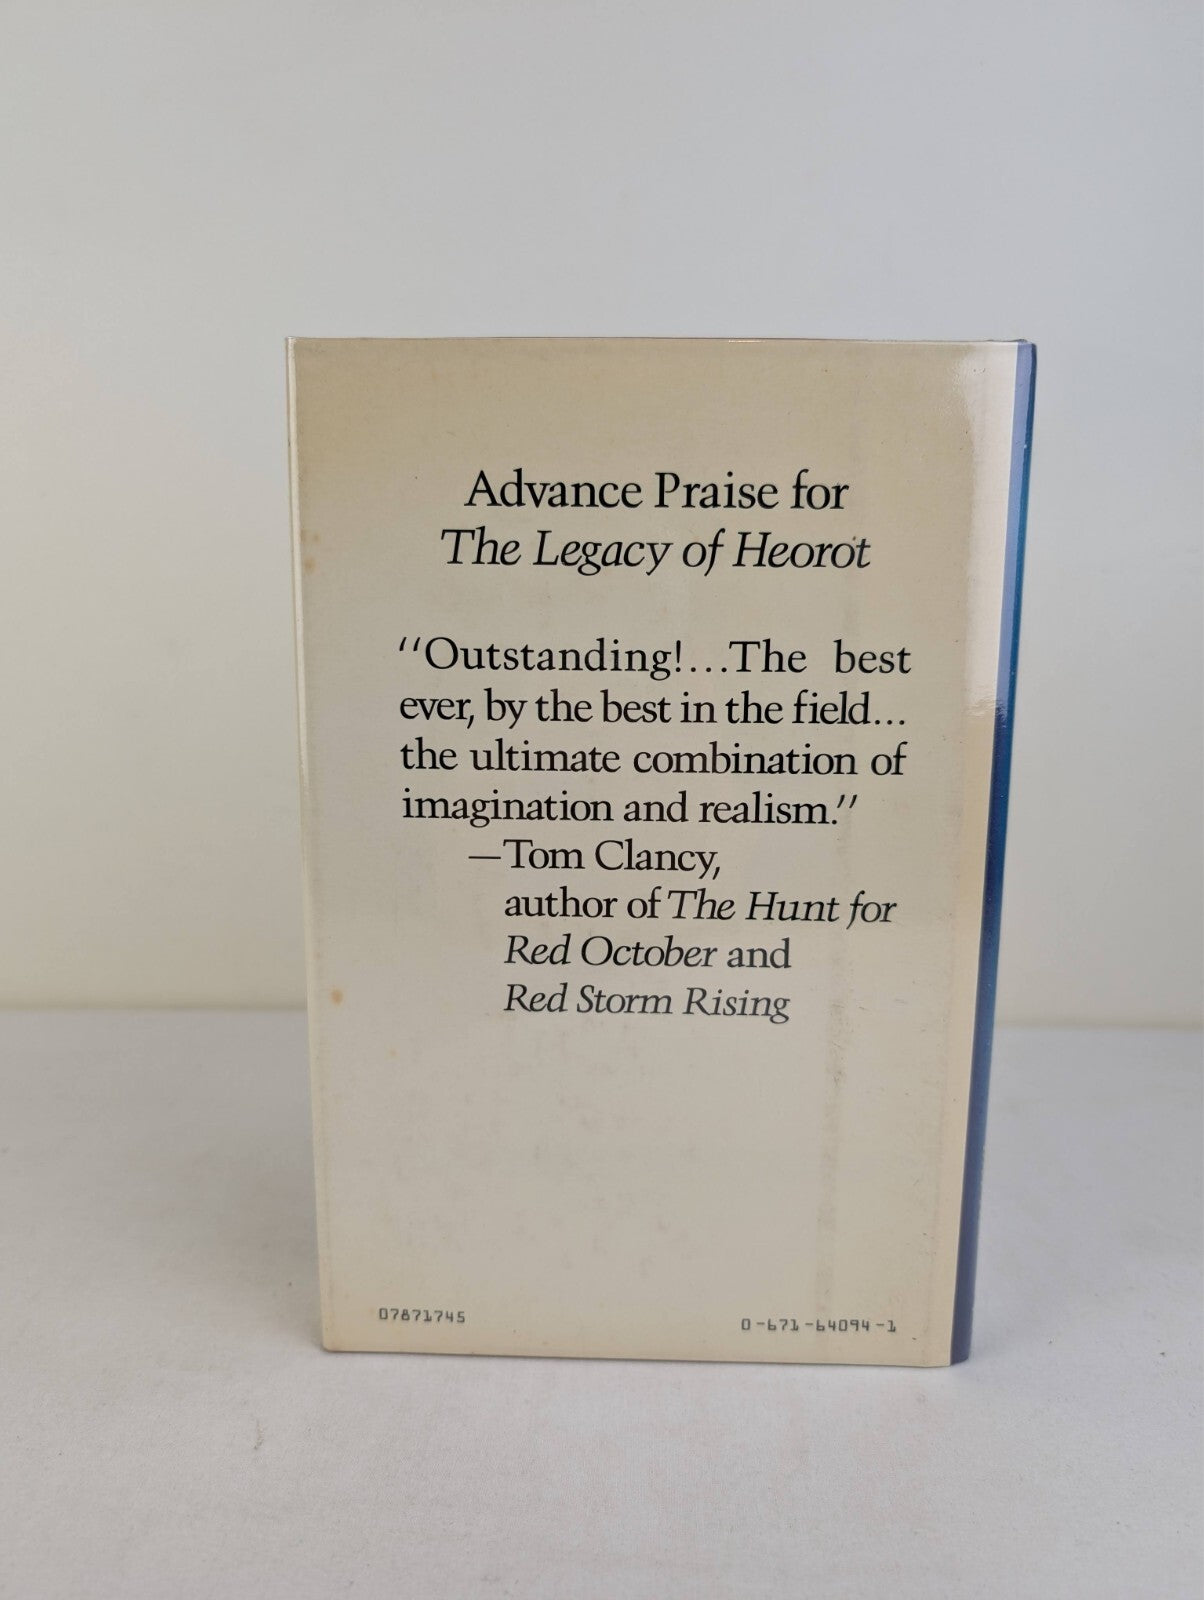 Advance Praise for
The Legacy of Heorot
"Outstanding!...The best
ever, by the best in the field...
the ultimate combination of
imagination and realism."
—Tom Clancy,
author of The Hunt for
Red October and
Red Storm Rising
07871745
0-671-64094-1